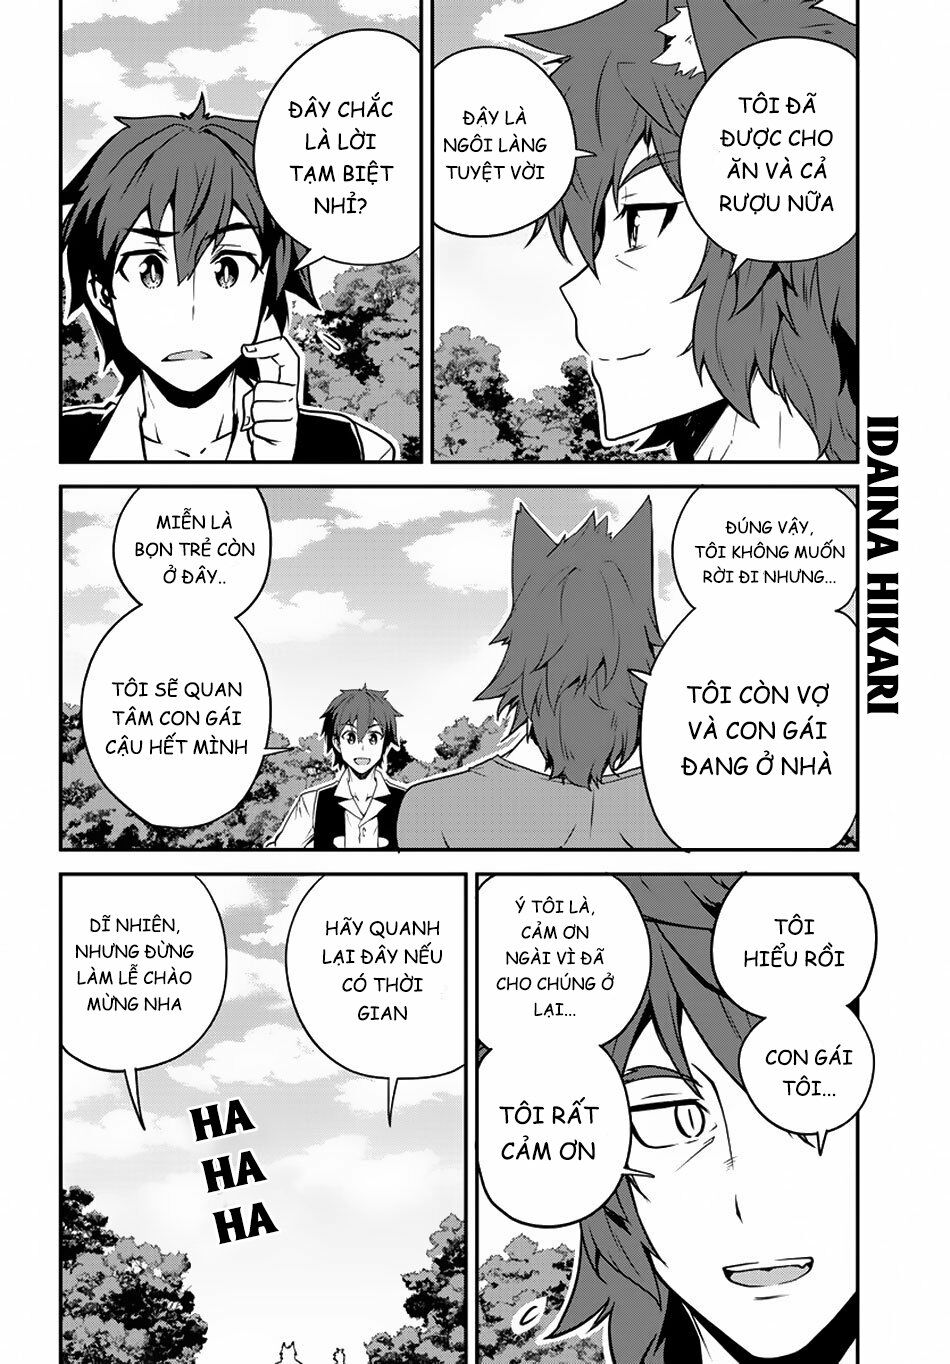 TÔI ĐÃ
ĐƯỢC CHO
ĂN VÀ CẢ
RƯỢU NỮA
ĐÂY LÀ
NGÔI LÀNG
TUYỆT VỜI
ĐÂY CHẮC
LÀ LỜI
TẠM BIỆT
NHỈ?
ĐÚNG VẬY,
TÔI KHÔNG MUỐN
RỜI ĐI NHƯNG...
TÔI CÒN VỢ
VÀ CON GÁI
ĐANG Ở NHÀ
MIỄN LÀ
BỌN TRẺ CÒN
Ở ĐÂY..
TÔI SẼ QUAN
TÂM CON GÁI
CẬU HẾT MÌNH
TÔI
HIỂU RỒI
CON GÁI
TÔI...
Ý TÔI LÀ,
CẢM ƠN
NGÀI VÌ ĐÃ
CHO CHÚNG Ở
LẠI...
TÔI RẤT
CẢM ƠN
HÃY QUANH
LẠI ĐÂY NẾU
CÓ THỜI
GIAN
DĨ NHIÊN,
NHƯNG ĐỪNG
LÀM LỄ CHÀO
MỪNG NHA
HA
HA
HA
IDAINA HIKARI